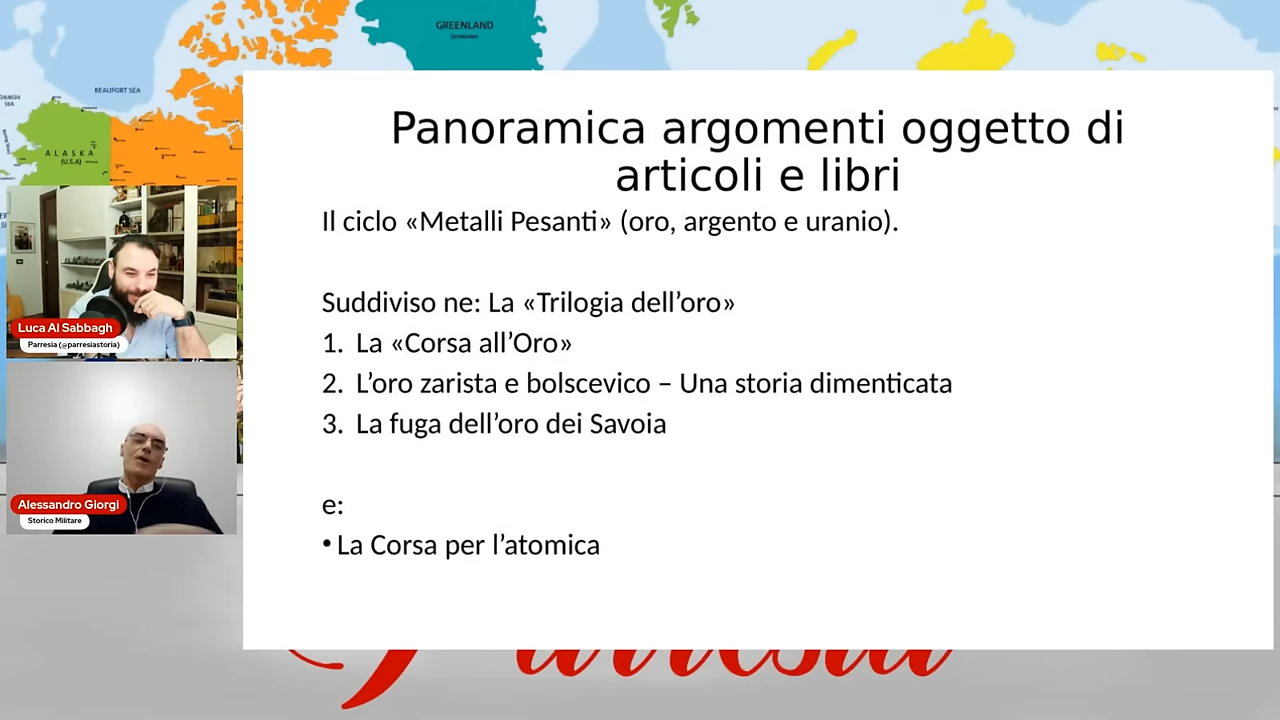 GREENLAND
BEAUFORT SEA
SEA
ALASKA
(U.S.A)
Panoramica argomenti oggetto di
articoli e libri
Il ciclo «Metalli Pesanti» (oro, argento e uranio).
Suddiviso ne: La «Trilogia dell’oro»
1. La «Corsa all’Oro»
2. L’oro zarista e bolscevico – Una storia dimenticata
3. La fuga dell’oro dei Savoia
e:
• La Corsa per l’atomica
Luca Al Sabbagh
Parresia (@parresiastoria)
Alessandro Giorgi
Storico Militare
Parresia